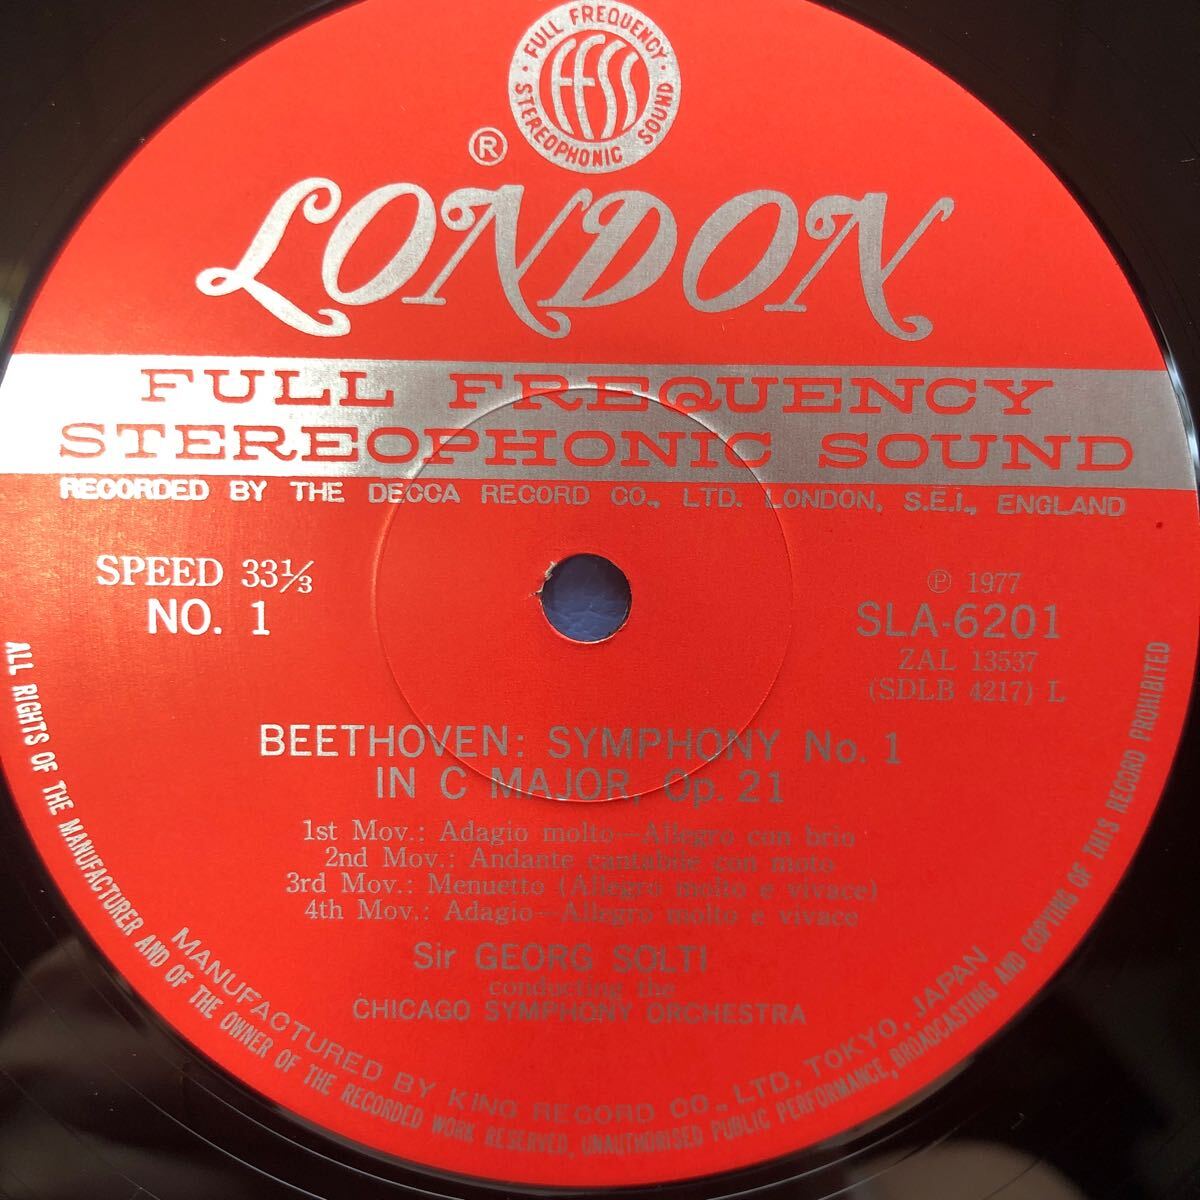 · FULL FREQUENCY · STEREOPHONIC SOUND
FFSS
®
LONDON
FULL FREQUENCY
STEREOPHONIC SOUND
RECORDED BY THE DECCA RECORD CO., LTD. LONDON, S.E.I., ENGLAND
SPEED 33⅓
NO. 1
℗ 1977
SLA-6201
ZAL 13537
(SDLB 4217) L
BEETHOVEN: SYMPHONY No. 1
IN C MAJOR, Op. 21
1st Mov.: Adagio molto—Allegro con brio
2nd Mov.: Andante cantabile con moto
3rd Mov.: Menuetto (Allegro molto e vivace)
4th Mov.: Adagio—Allegro molto e vivace
Sir GEORG SOLTI
conducting the
CHICAGO SYMPHONY ORCHESTRA
MANUFACTURED BY KING RECORD CO., LTD. TOKYO, JAPAN
ALL RIGHTS OF THE MANUFACTURER AND OF THE OWNER OF THE RECORDED WORK RESERVED, UNAUTHORISED PUBLIC PERFORMANCE, BROADCASTING AND COPYING OF THIS RECORD PROHIBITED